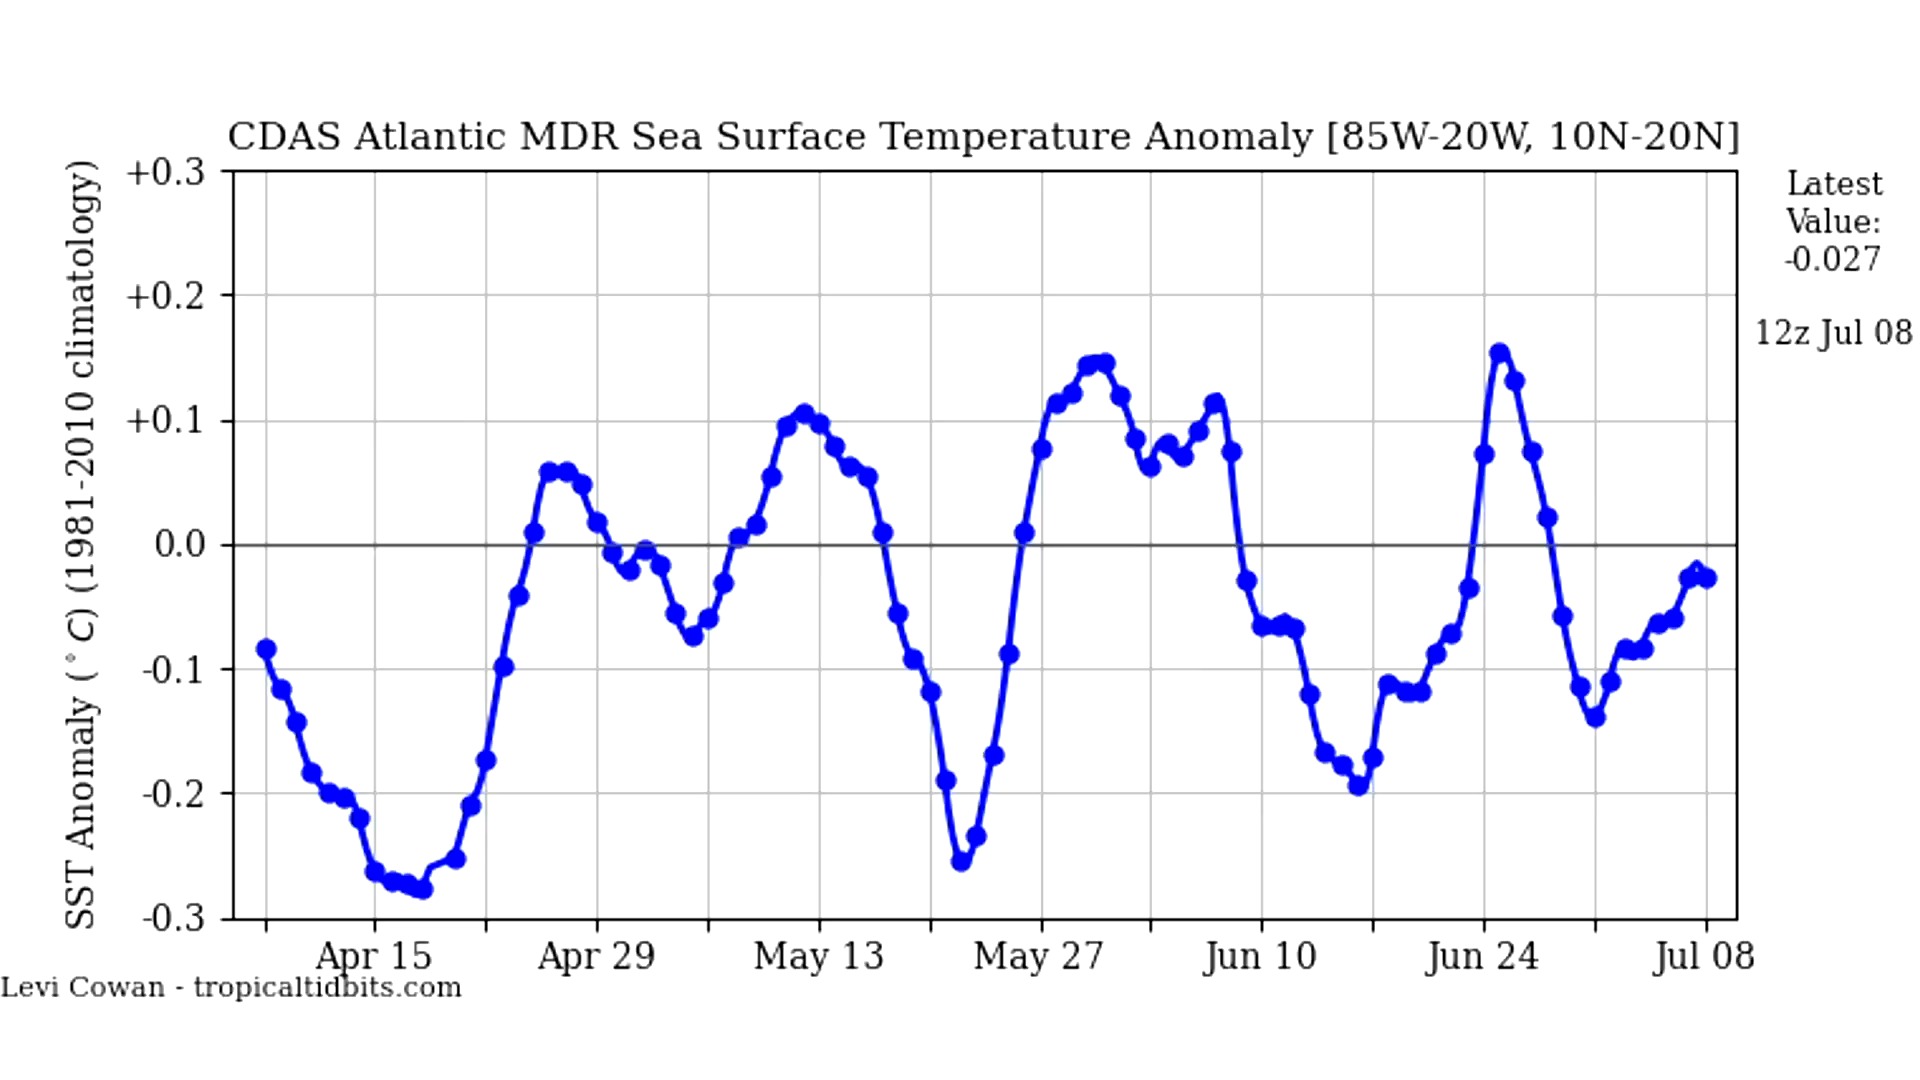 CDAS Atlantic MDR Sea Surface Temperature Anomaly [85W-20W, 10N-20N]
SST Anomaly (°C) (1981-2010 climatology)
+0.3
+0.2
+0.1
0.0
-0.1
-0.2
-0.3
Apr 15
Apr 29
May 13
May 27
Jun 10
Jun 24
Jul 08
Latest
Value:
-0.027
12z Jul 08
Levi Cowan - tropicaltidbits.com